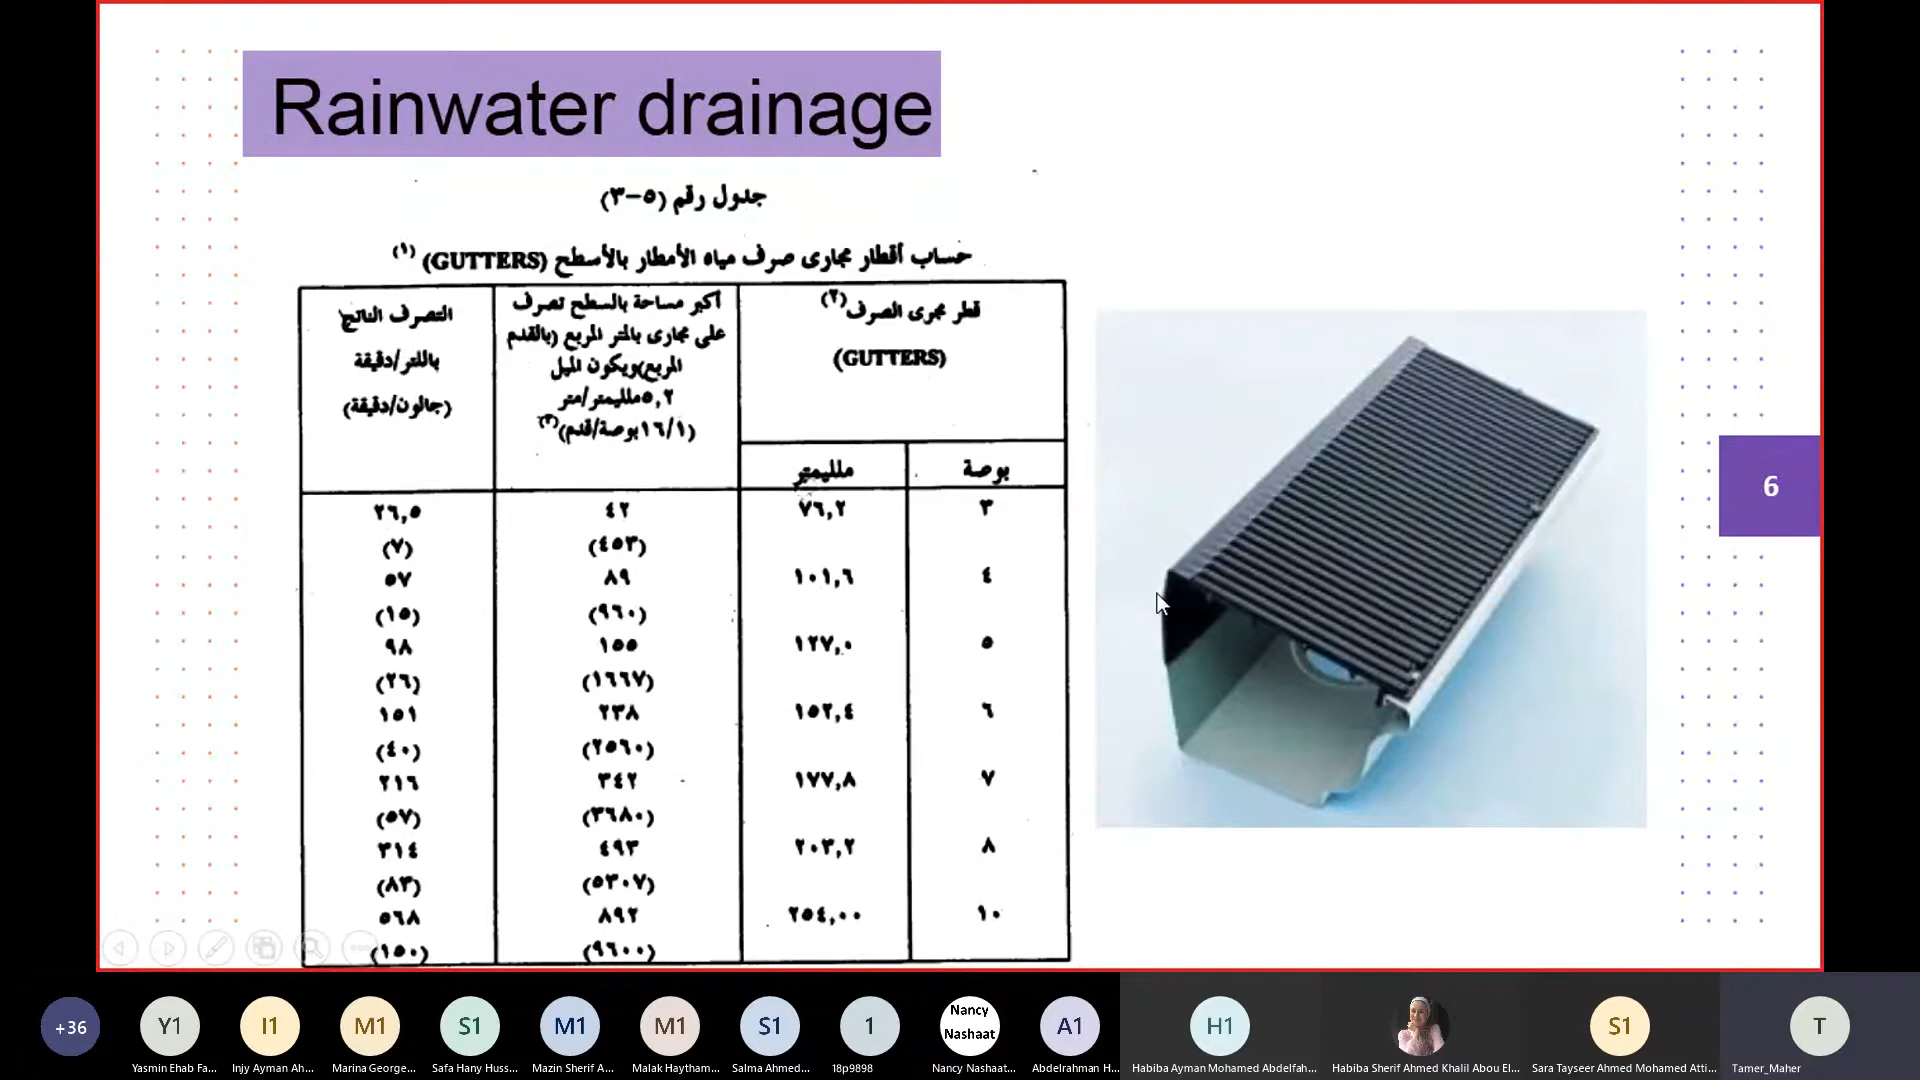 Rainwater drainage
جدول رقم (٥-٣)
حساب أقطار مجارى صرف مياه الأمطار بالأسطح (GUTTERS) (١)
قطر مجرى الصرف(٢)
(GUTTERS)
أكبر مساحة بالسطح تصرف
على مجارى بالمتر المربع (بالقدم
المربع)ويكون الميل
٥,٢ملليمتر/متر
(١٦/١بوصة/قدم)(٣)
التصرف الناتج
باللتر/دقيقة
(جالون/دقيقة)
بوصة ملليمتر
٣ ٧٦,٢ ٤٢ ٢٦,٥
(٤٥٣) (٧)
٤ ١٠١,٦ ٨٩ ٥٧
(٩٦٠) (١٥)
٥ ١٢٧,٠ ١٥٥ ٩٨
(١٦٦٧) (٢٦)
٦ ١٥٢,٤ ٢٣٨ ١٥١
(٢٥٦٠) (٤٠)
٧ ١٧٧,٨ ٣٤٢ ٢١٦
(٣٦٨٠) (٥٧)
٨ ٢٠٣,٢ ٤٩٣ ٣١٤
(٥٣٠٧) (٨٣)
١٠ ٢٥٤,٠٠ ٨٩٢ ٥٦٨
(٩٦٠٠) (١٥٠)
6
+36 Y1 I1 M1 S1 M1 M1 S1 1 Nancy Nashaat A1 H1 S1 T
Yasmin Ehab Fa... Injy Ayman Ah... Marina George... Safa Hany Huss... Mazin Sherif A... Malak Haytham... Salma Ahmed... 18p9898 Nancy Nashaat... Abdelrahman H... Habiba Ayman Mohamed Abdelfah... Habiba Sherif Ahmed Khalil Abou El... Sara Tayseer Ahmed Mohamed Atti... Tamer_Maher